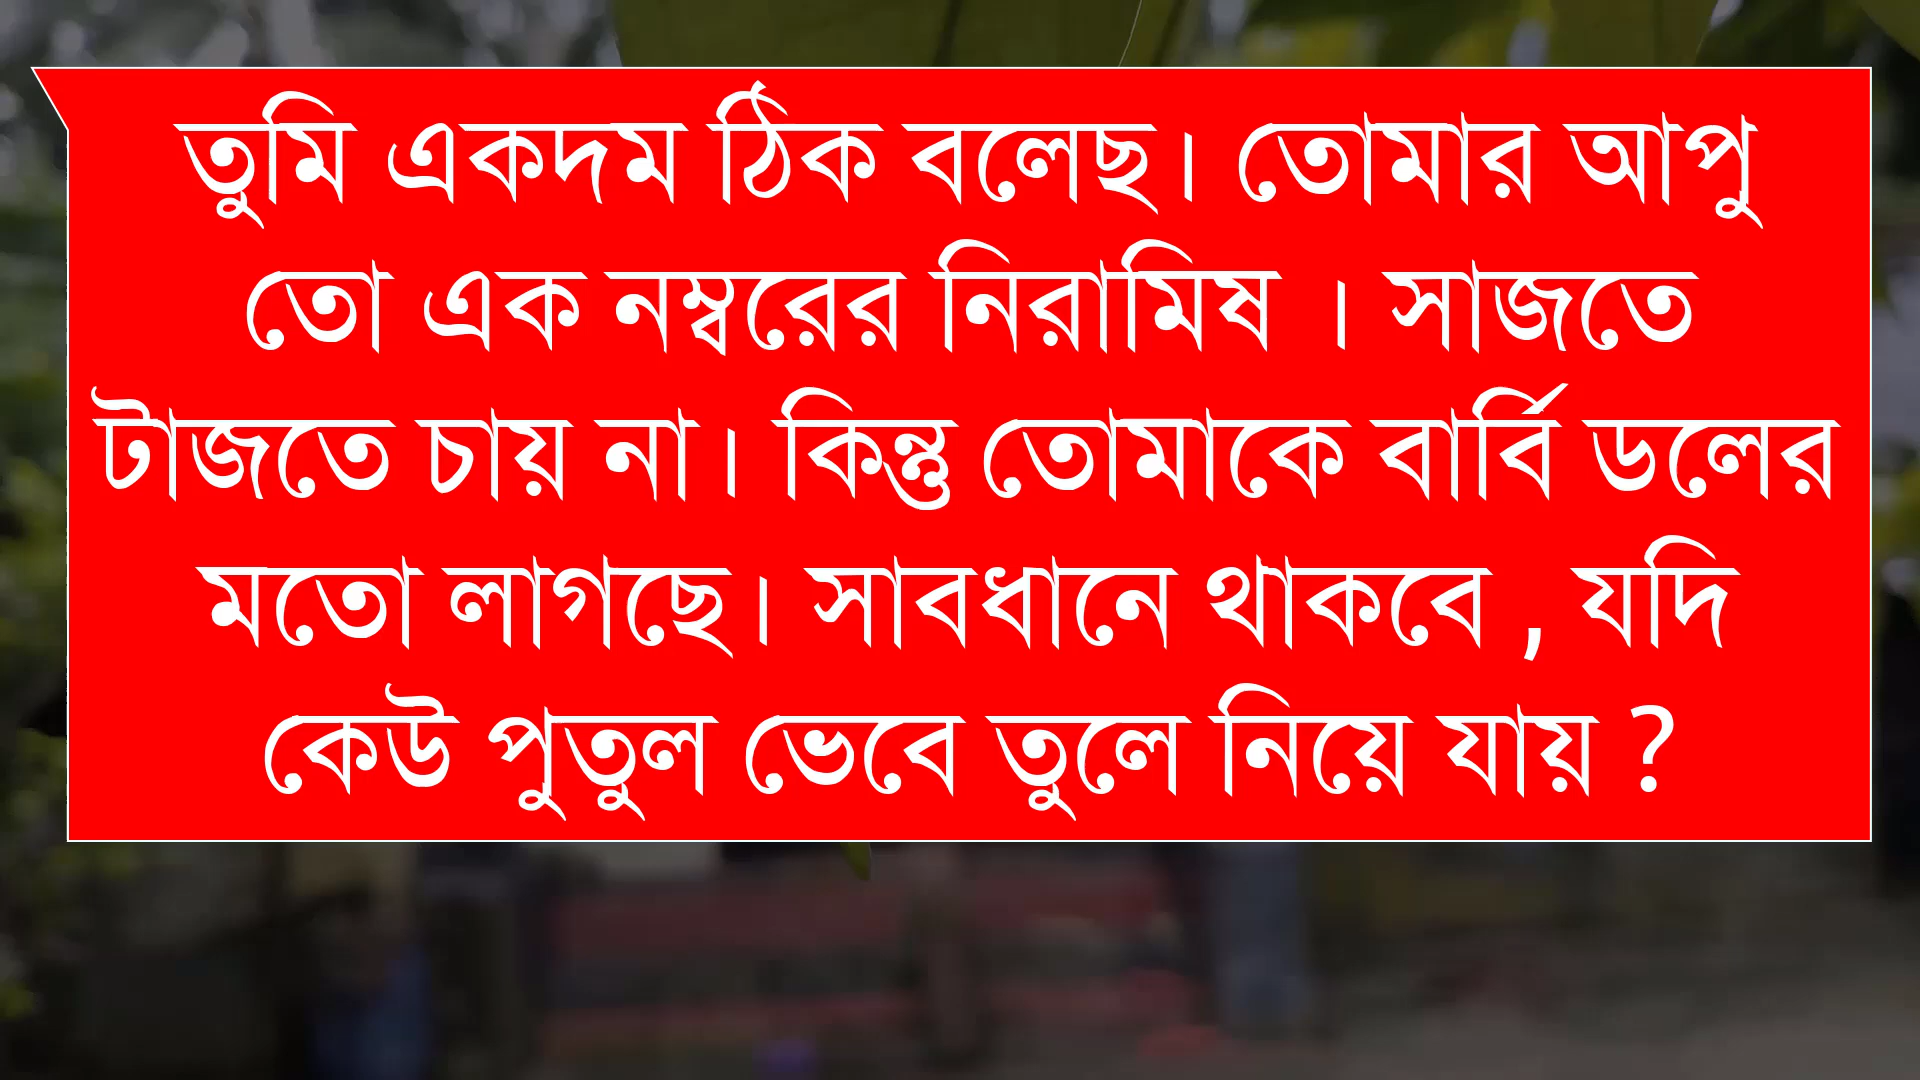 তুমি একদম ঠিক বলেছ। তোমার আপু
তো এক নম্বরের নিরামিষ । সাজতে
টাজতে চায় না। কিন্তু তোমাকে বার্বি ডলের
মতো লাগছে। সাবধানে থাকবে , যদি
কেউ পুতুল ভেবে তুলে নিয়ে যায় ?